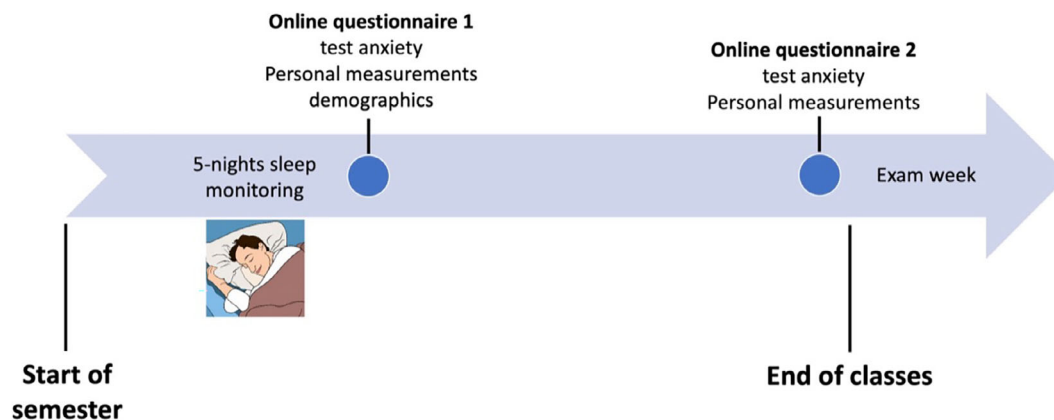 Online questionnaire 1
test anxiety
Personal measurements
demographics
Online questionnaire 2
test anxiety
Personal measurements
5-nights sleep
monitoring
Exam week
Start of
semester
End of classes